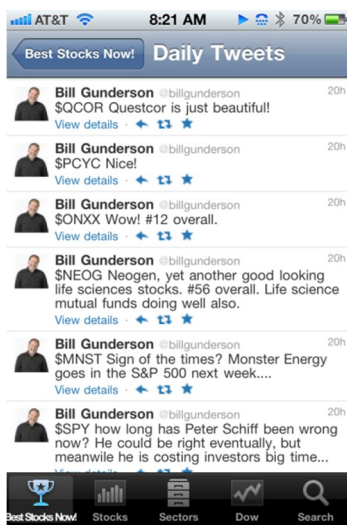 AT&T 8:21 AM 70%
Best Stocks Now! Daily Tweets
Bill Gunderson @billgunderson 20h
$QCOR Questcor is just beautiful!
View details ·
Bill Gunderson @billgunderson 20h
$PCYC Nice!
View details ·
Bill Gunderson @billgunderson 20h
$ONXX Wow! #12 overall.
View details ·
Bill Gunderson @billgunderson 20h
$NEOG Neogen, yet another good looking
life sciences stocks. #56 overall. Life science
mutual funds doing well also.
View details ·
Bill Gunderson @billgunderson 20h
$MNST Sign of the times? Monster Energy
goes in the S&P 500 next week....
View details ·
Bill Gunderson @billgunderson 20h
$SPY how long has Peter Schiff been wrong
now? He could be right eventually, but
meanwile he is costing investors big time...
View details ·
Best Stocks Now! Stocks Sectors Dow Search